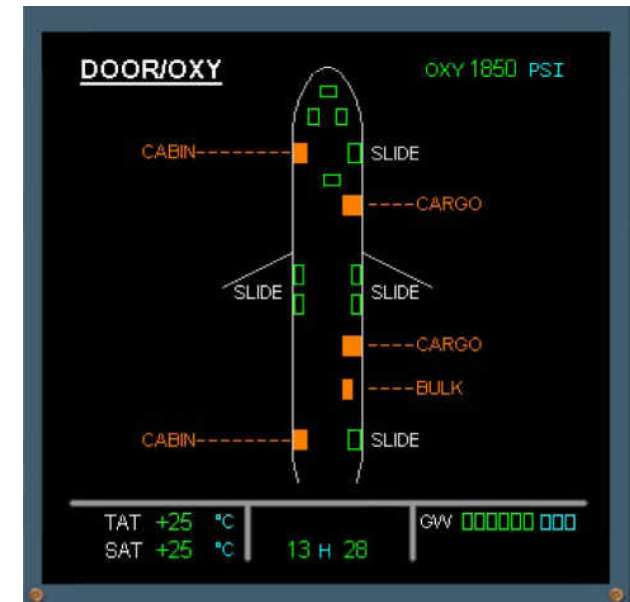 DOOR/OXY
OXY 1850 PSI
CABIN
SLIDE
CARGO
SLIDE
SLIDE
CARGO
BULK
CABIN
SLIDE
TAT +25 °C
SAT +25 °C
13 H 28
GW